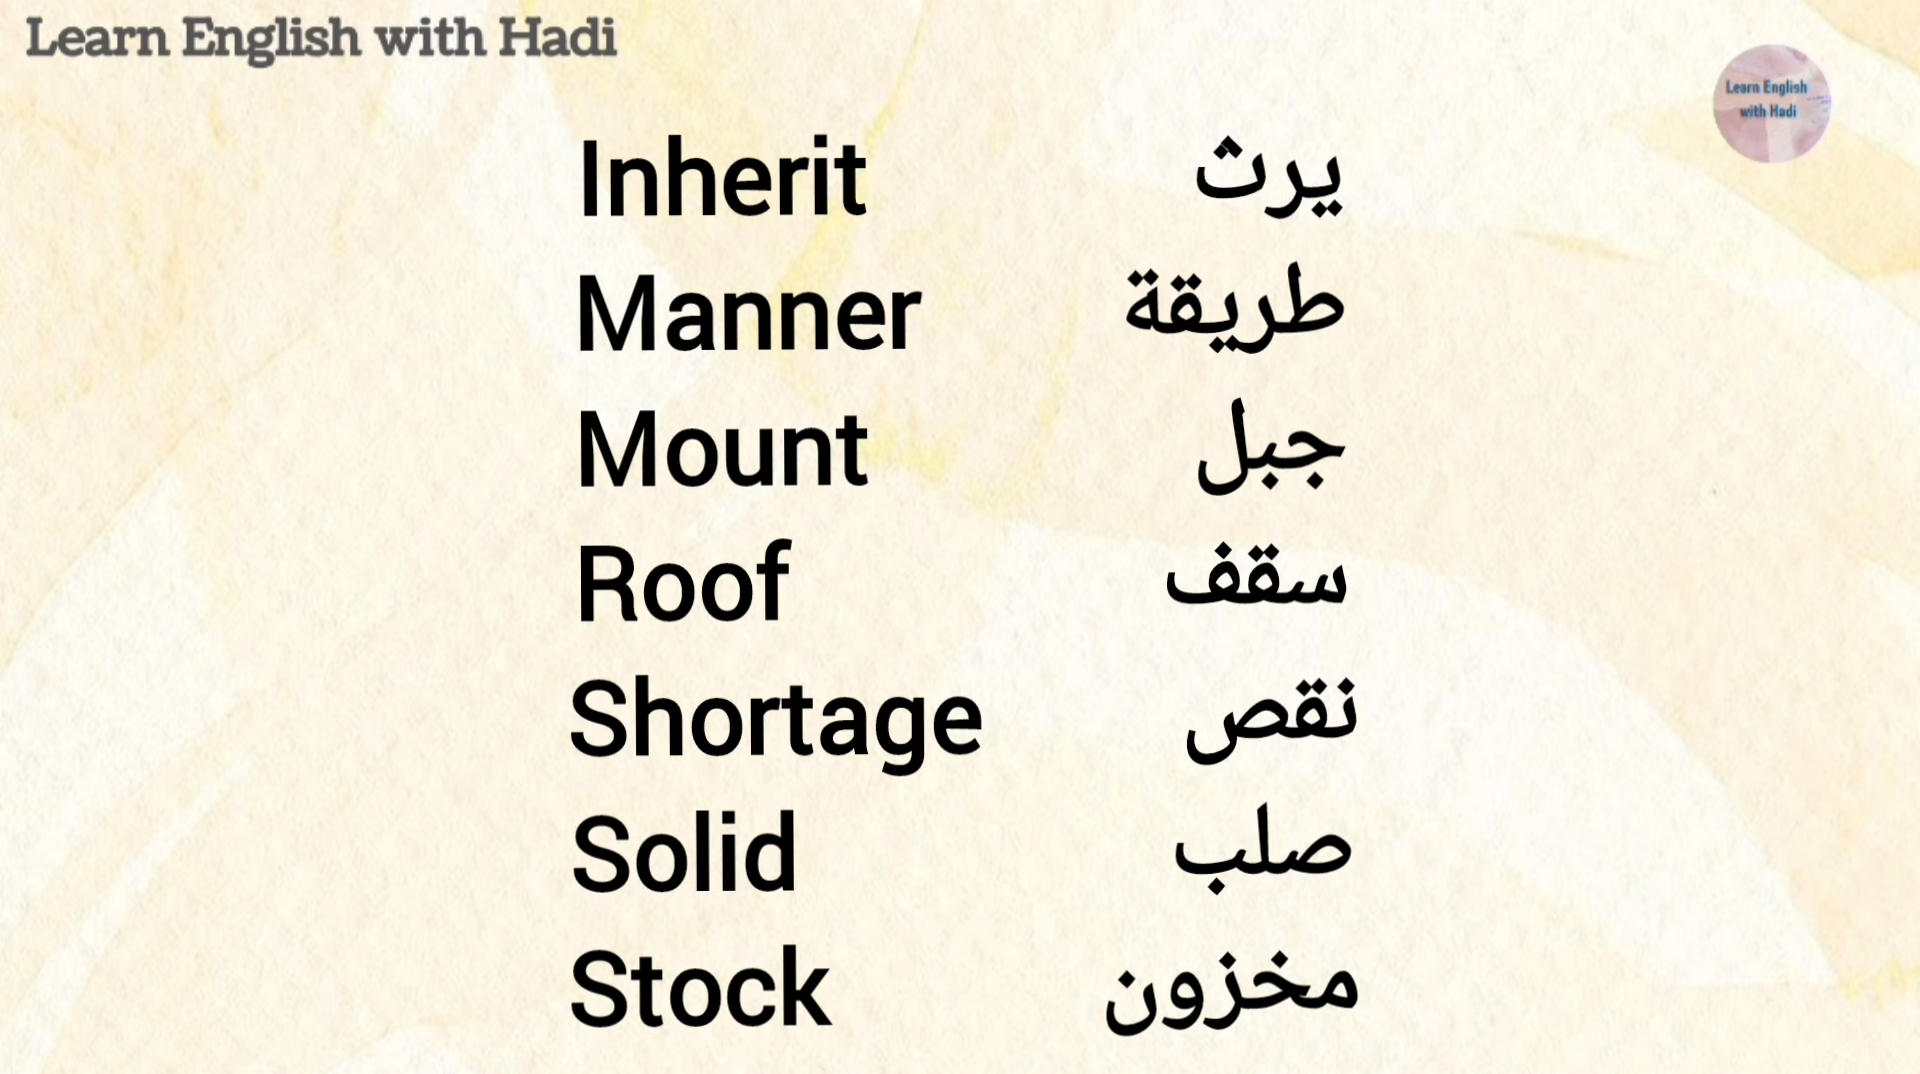 Learn English with Hadi
Learn English
with Hadi
Inherit يرث
Manner طريقة
Mount جبل
Roof سقف
Shortage نقص
Solid صلب
Stock مخزون